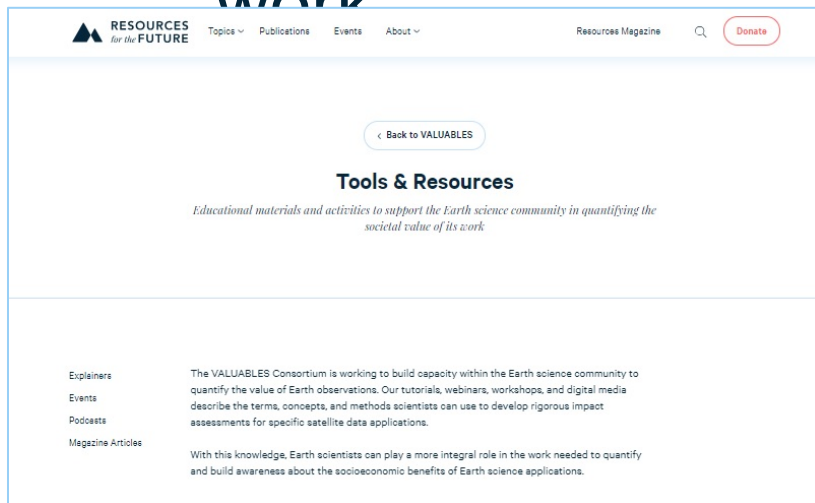 work
RESOURCES
for the FUTURE
Topics
Publications
Events
About
Resources Magazine
Donate
‹ Back to VALUABLES
Tools & Resources
Educational materials and activities to support the Earth science community in quantifying the
societal value of its work
Explainers
Events
Podcasts
Magazine Articles
The VALUABLES Consortium is working to build capacity within the Earth science community to
quantify the value of Earth observations. Our tutorials, webinars, workshops, and digital media
describe the terms, concepts, and methods scientists can use to develop rigorous impact
assessments for specific satellite data applications.
With this knowledge, Earth scientists can play a more integral role in the work needed to quantify
and build awareness about the socioeconomic benefits of Earth science applications.